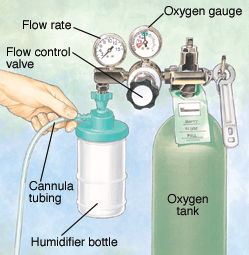 Flow rate
Oxygen gauge
Flow control
valve
Cannula
tubing
Humidifier bottle
Oxygen
tank